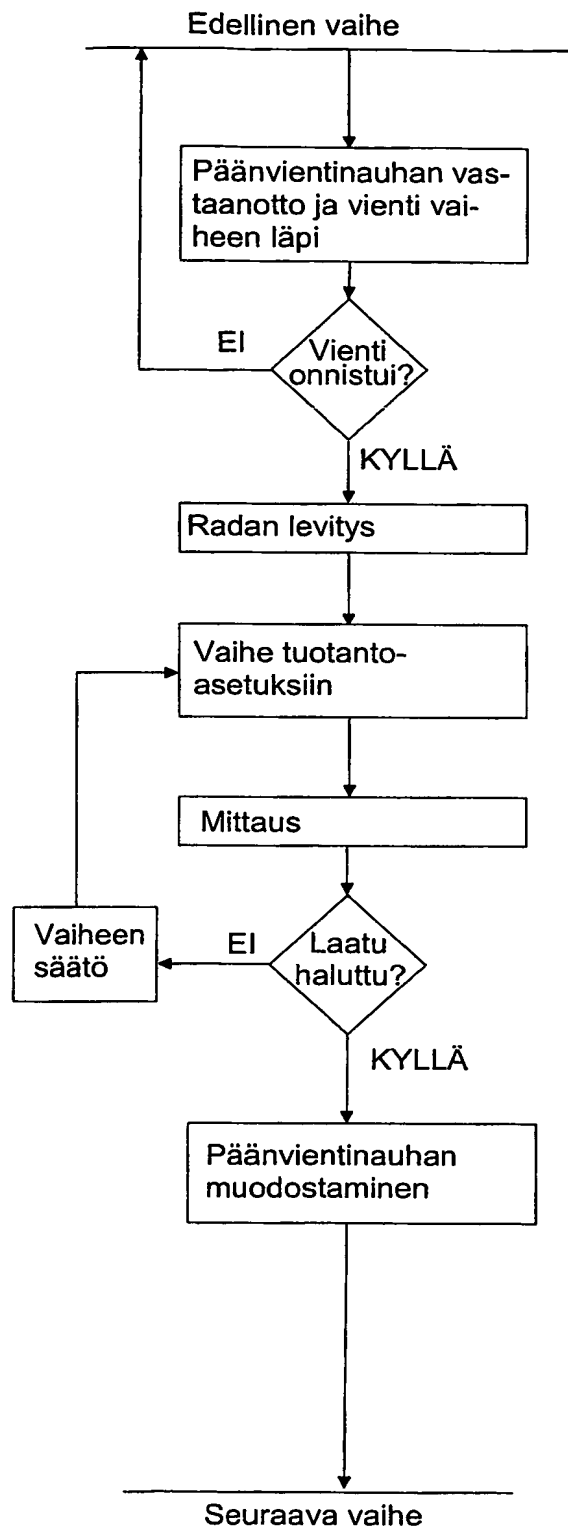 Edellinen vaihe
Päänvientinauhan vas-
taanotto ja vienti vai-
heen läpi
EI
Vienti
onnistui?
KYLLÄ
Radan levitys
Vaihe tuotanto-
asetuksiin
Mittaus
Vaiheen
säätö
EI
Laatu
haluttu?
KYLLÄ
Päänvientinauhan
muodostaminen
Seuraava vaihe